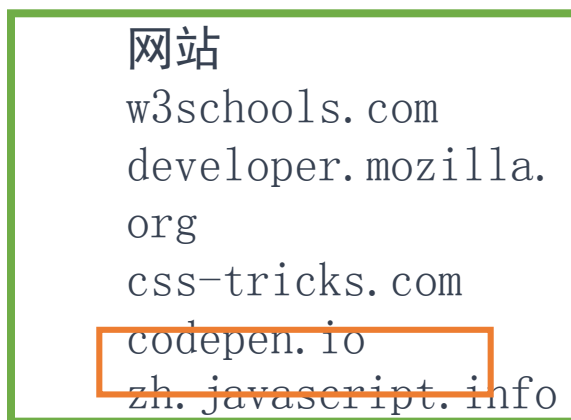 网站
w3schools.com
developer.mozilla.
org
css-tricks.com
codepen.io
zh.javascript.info